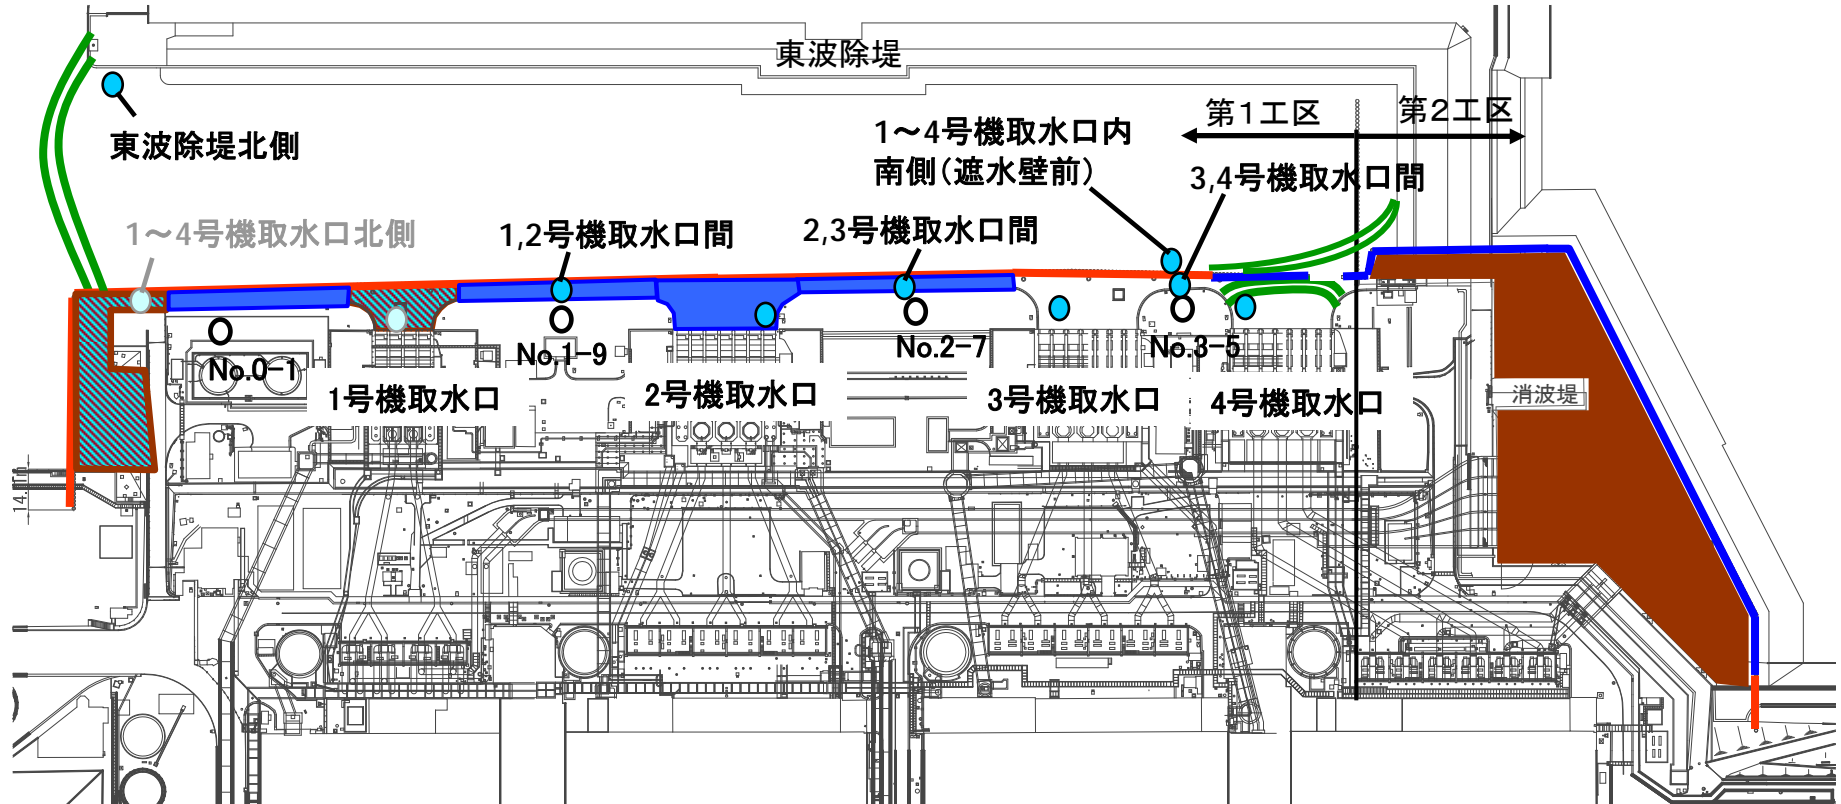 東波除堤
第1工区
第2工区
東波除堤北側
1～4号機取水口内
南側（遮水壁前）
3,4号機取水口間
1～4号機取水口北側
1,2号機取水口間
2,3号機取水口間
No.0-1
No.1-9
No.2-7
No.3-5
1号機取水口
2号機取水口
3号機取水口
4号機取水口
消波堤